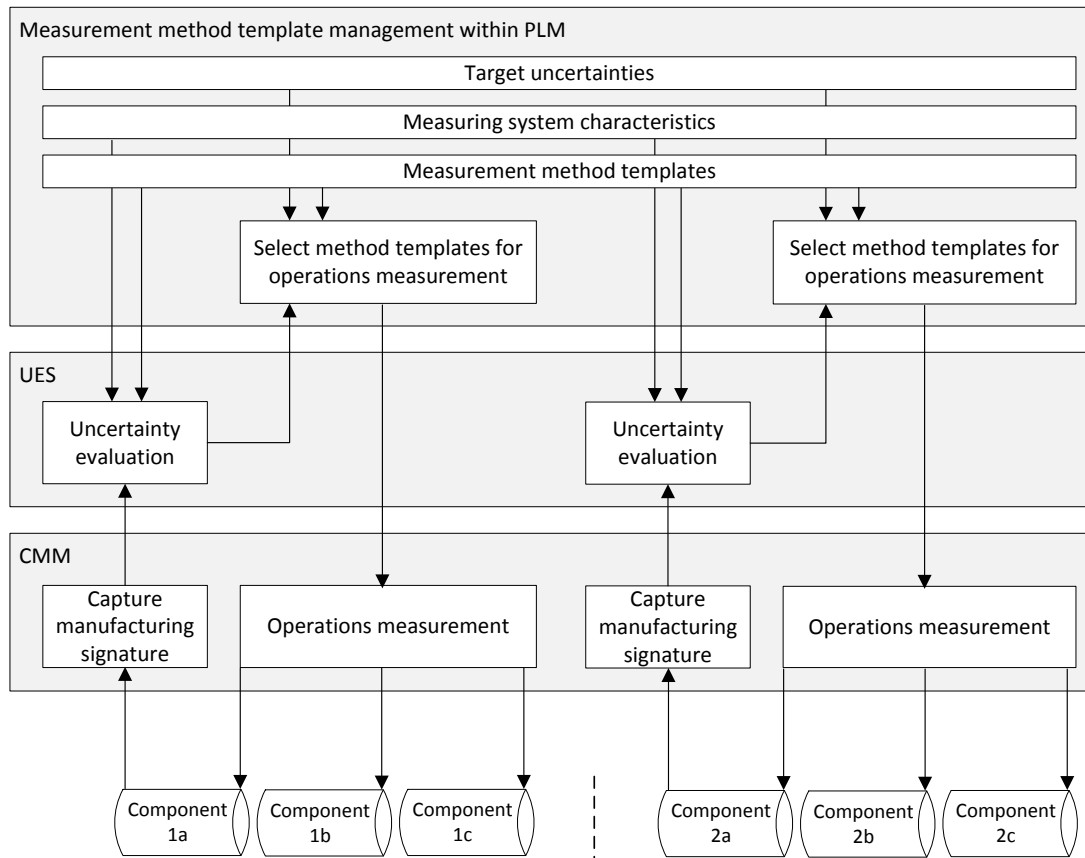 Measurement method template management within PLM
Target uncertainties
Measuring system characteristics
Measurement method templates
Select method templates for
operations measurement
Select method templates for
operations measurement
UES
Uncertainty
evaluation
Uncertainty
evaluation
CMM
Capture
manufacturing
signature
Operations measurement
Capture
manufacturing
signature
Operations measurement
Component
1a
Component
1b
Component
1c
Component
2a
Component
2b
Component
2c